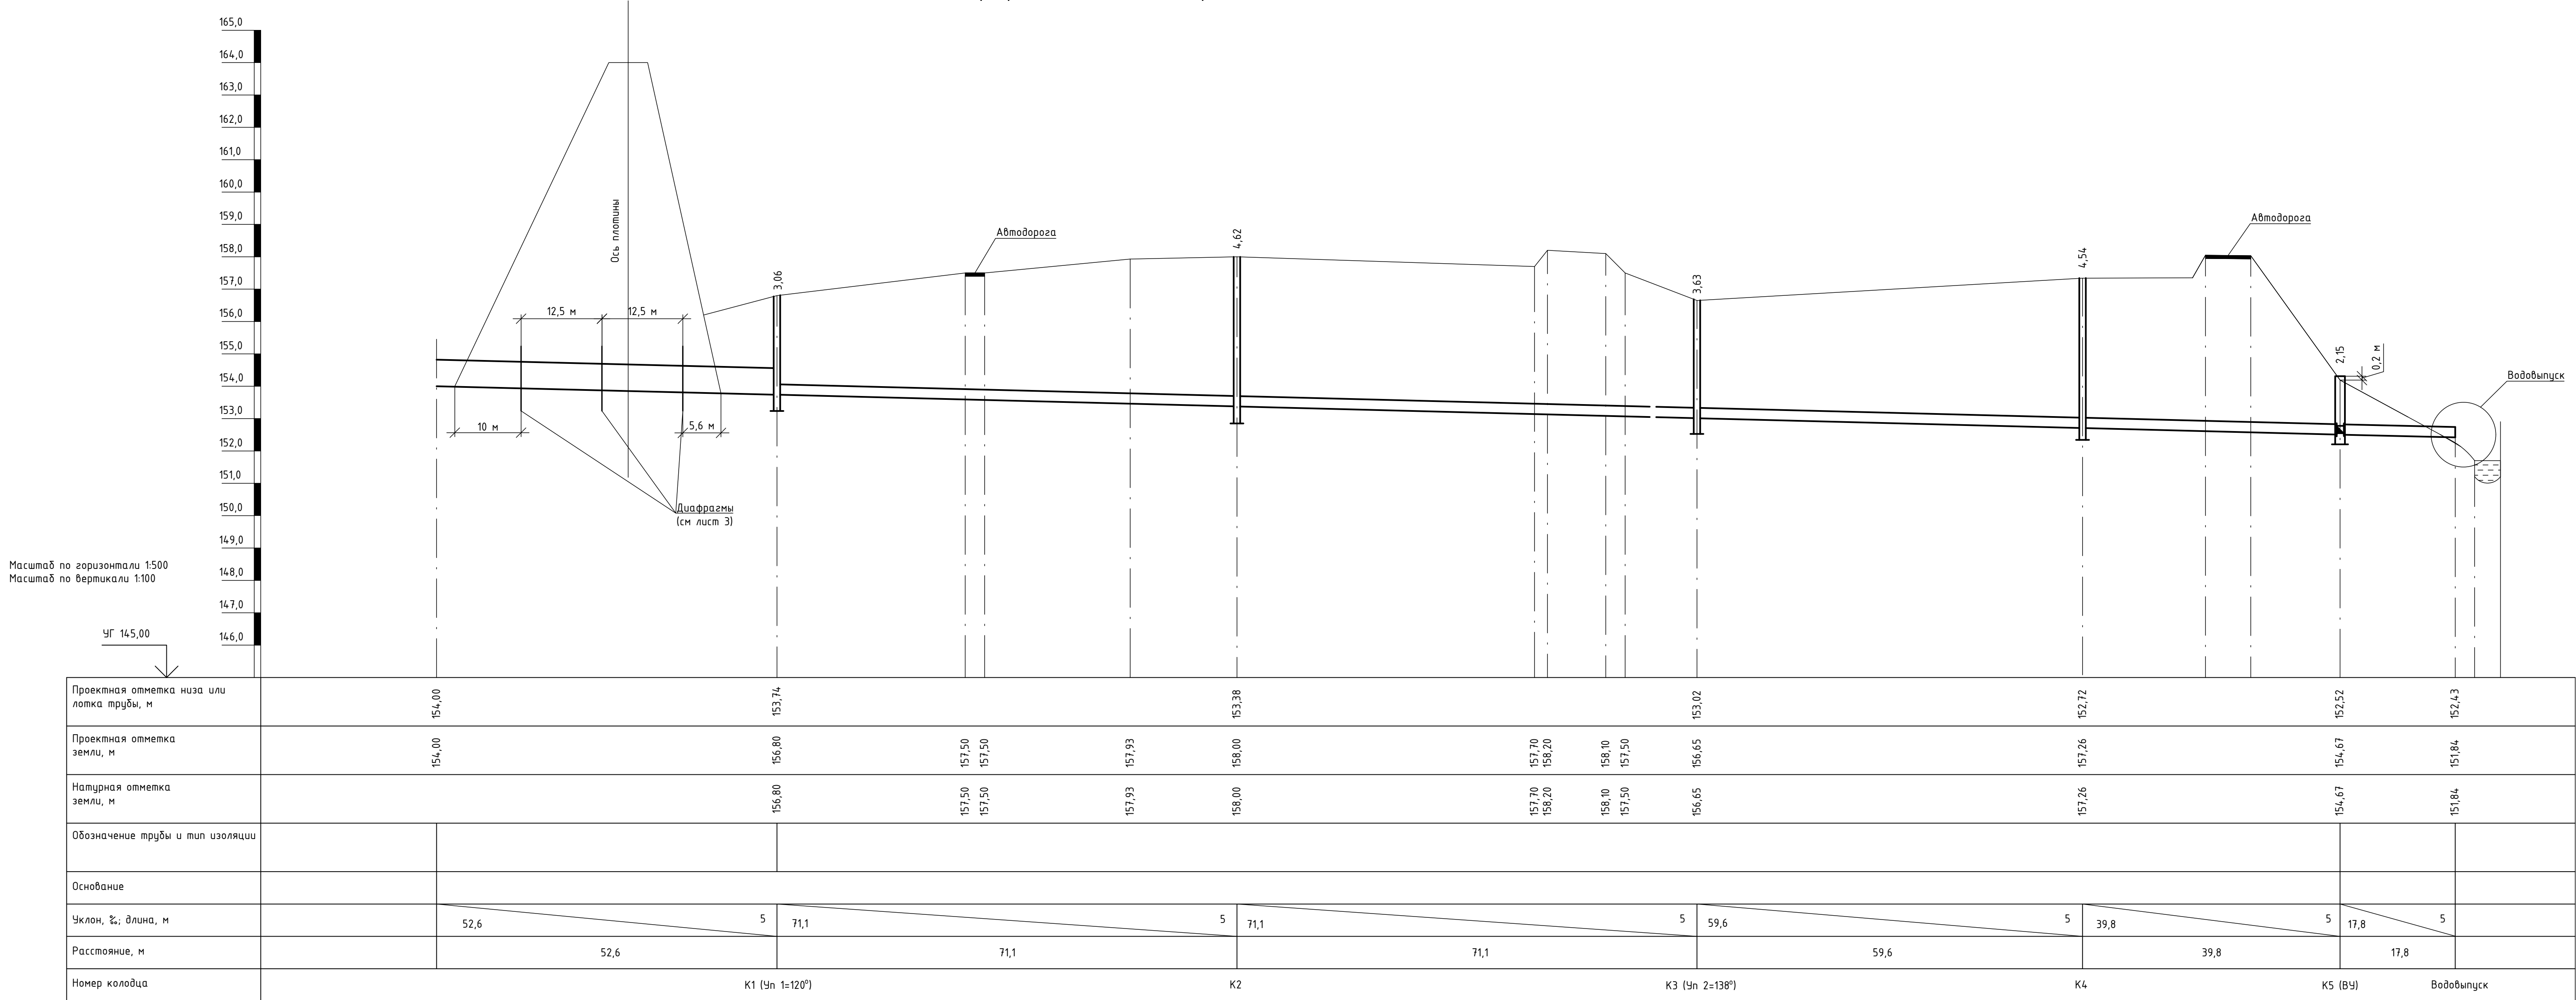 165,0
164,0
163,0
162,0
161,0
160,0
159,0
158,0
157,0
156,0
155,0
154,0
153,0
152,0
151,0
150,0
149,0
148,0
147,0
146,0
Масштаб по горизонтали 1:500
Масштаб по вертикали 1:100
УГ 145,00
Ось плотины
12,5 м
12,5 м
10 м
5,6 м
Диафрагмы
(см лист 3)
3,06
Автодорога
4,62
3,63
4,54
Автодорога
2,15
0,2 м
Водовыпуск
Проектная отметка низа или
лотка трубы, м
154,00
153,74
153,38
153,02
152,72
152,52
152,43
Проектная отметка
земли, м
154,00
156,80
157,50
157,50
157,93
158,00
157,70
158,20
158,10
157,50
156,65
157,26
154,67
151,84
Натурная отметка
земли, м
156,80
157,50
157,50
157,93
158,00
157,70
158,20
158,10
157,50
156,65
157,26
154,67
151,84
Обозначение трубы и тип изоляции
Основание
Уклон, ‰; длина, м
52,6
5
71,1
5
71,1
5
59,6
5
39,8
5
17,8
5
Расстояние, м
52,6
71,1
71,1
59,6
39,8
17,8
Номер колодца
К1 (Уп 1=120⁰)
К2
К3 (Уп 2=138⁰)
К4
К5 (ВУ)
Водовыпуск